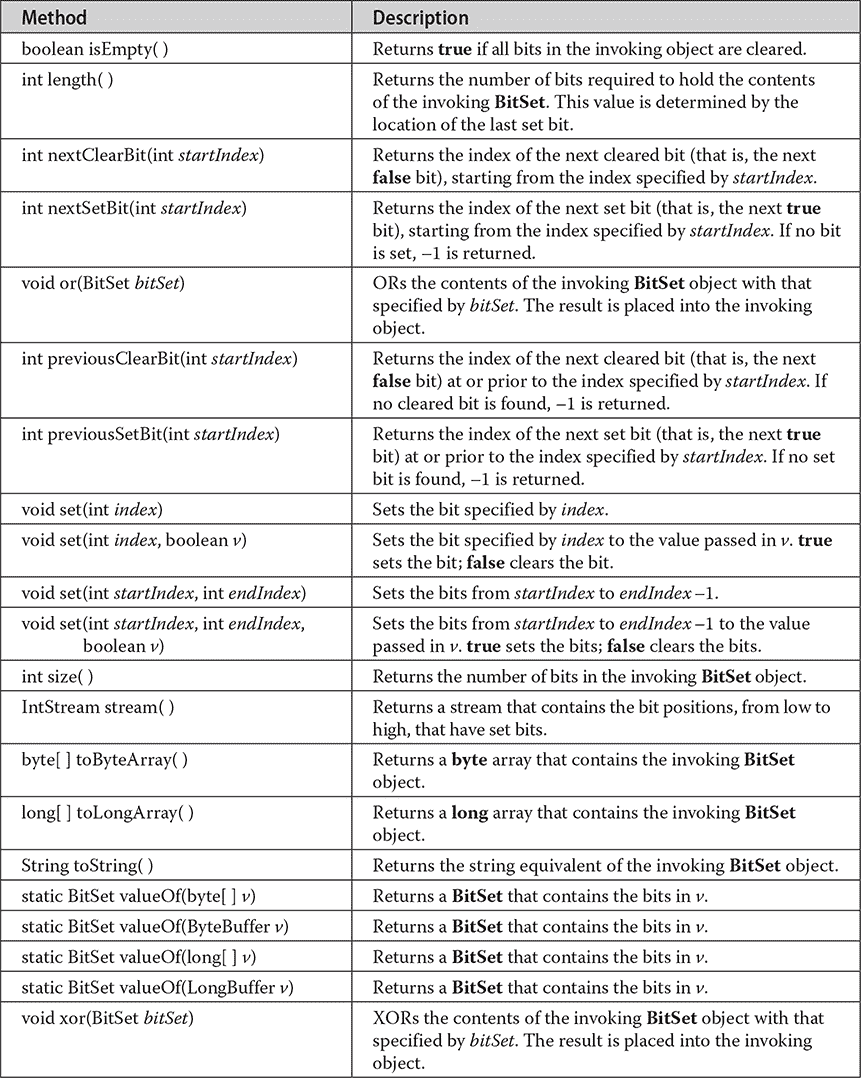 Method Description
boolean isEmpty( ) Returns true if all bits in the invoking object are cleared.
int length( ) Returns the number of bits required to hold the contents
of the invoking BitSet. This value is determined by the
location of the last set bit.
int nextClearBit(int startIndex) Returns the index of the next cleared bit (that is, the next
false bit), starting from the index specified by startIndex.
int nextSetBit(int startIndex) Returns the index of the next set bit (that is, the next true
bit), starting from the index specified by startIndex. If no bit
is set, −1 is returned.
void or(BitSet bitSet) ORs the contents of the invoking BitSet object with that
specified by bitSet. The result is placed into the invoking
object.
int previousClearBit(int startIndex) Returns the index of the next cleared bit (that is, the next
false bit) at or prior to the index specified by startIndex. If
no cleared bit is found, −1 is returned.
int previousSetBit(int startIndex) Returns the index of the next set bit (that is, the next true
bit) at or prior to the index specified by startIndex. If no set
bit is found, −1 is returned.
void set(int index) Sets the bit specified by index.
void set(int index, boolean v) Sets the bit specified by index to the value passed in v. true
sets the bit; false clears the bit.
void set(int startIndex, int endIndex) Sets the bits from startIndex to endIndex −1.
void set(int startIndex, int endIndex, Sets the bits from startIndex to endIndex −1 to the value
boolean v) passed in v. true sets the bits; false clears the bits.
int size( ) Returns the number of bits in the invoking BitSet object.
IntStream stream( ) Returns a stream that contains the bit positions, from low to
high, that have set bits.
byte[ ] toByteArray( ) Returns a byte array that contains the invoking BitSet
object.
long[ ] toLongArray( ) Returns a long array that contains the invoking BitSet
object.
String toString( ) Returns the string equivalent of the invoking BitSet object.
static BitSet valueOf(byte[ ] v) Returns a BitSet that contains the bits in v.
static BitSet valueOf(ByteBuffer v) Returns a BitSet that contains the bits in v.
static BitSet valueOf(long[ ] v) Returns a BitSet that contains the bits in v.
static BitSet valueOf(LongBuffer v) Returns a BitSet that contains the bits in v.
void xor(BitSet bitSet) XORs the contents of the invoking BitSet object with that
specified by bitSet. The result is placed into the invoking
object.